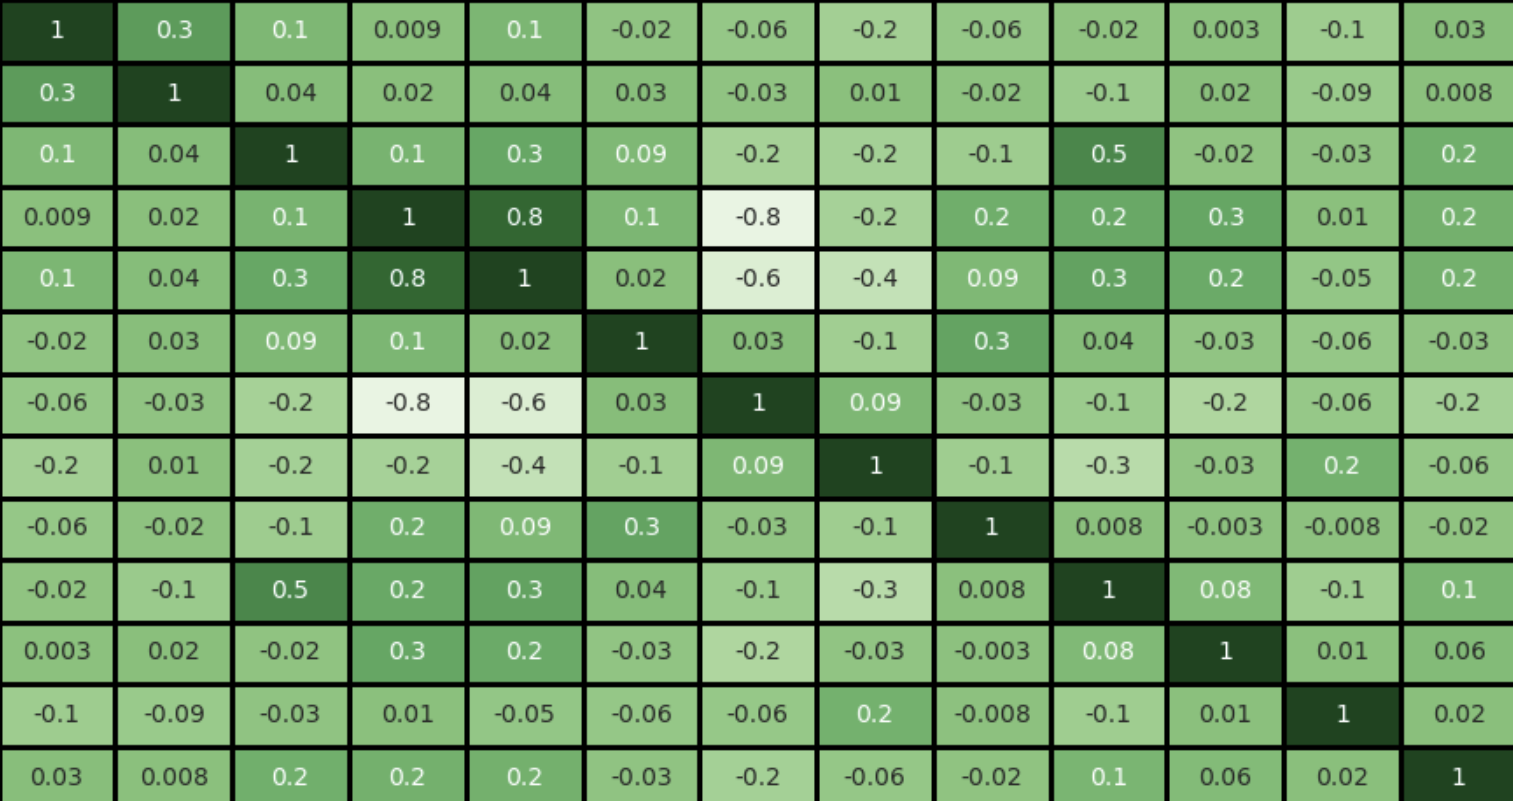 1 0.3 0.1 0.009 0.1 -0.02 -0.06 -0.2 -0.06 -0.02 0.003 -0.1 0.03
0.3 1 0.04 0.02 0.04 0.03 -0.03 0.01 -0.02 -0.1 0.02 -0.09 0.008
0.1 0.04 1 0.1 0.3 0.09 -0.2 -0.2 -0.1 0.5 -0.02 -0.03 0.2
0.009 0.02 0.1 1 0.8 0.1 -0.8 -0.2 0.2 0.2 0.3 0.01 0.2
0.1 0.04 0.3 0.8 1 0.02 -0.6 -0.4 0.09 0.3 0.2 -0.05 0.2
-0.02 0.03 0.09 0.1 0.02 1 0.03 -0.1 0.3 0.04 -0.03 -0.06 -0.03
-0.06 -0.03 -0.2 -0.8 -0.6 0.03 1 0.09 -0.03 -0.1 -0.2 -0.06 -0.2
-0.2 0.01 -0.2 -0.2 -0.4 -0.1 0.09 1 -0.1 -0.3 -0.03 0.2 -0.06
-0.06 -0.02 -0.1 0.2 0.09 0.3 -0.03 -0.1 1 0.008 -0.003 -0.008 -0.02
-0.02 -0.1 0.5 0.2 0.3 0.04 -0.1 -0.3 0.008 1 0.08 -0.1 0.1
0.003 0.02 -0.02 0.3 0.2 -0.03 -0.2 -0.03 -0.003 0.08 1 0.01 0.06
-0.1 -0.09 -0.03 0.01 -0.05 -0.06 -0.06 0.2 -0.008 -0.1 0.01 1 0.02
0.03 0.008 0.2 0.2 0.2 -0.03 -0.2 -0.06 -0.02 0.1 0.06 0.02 1